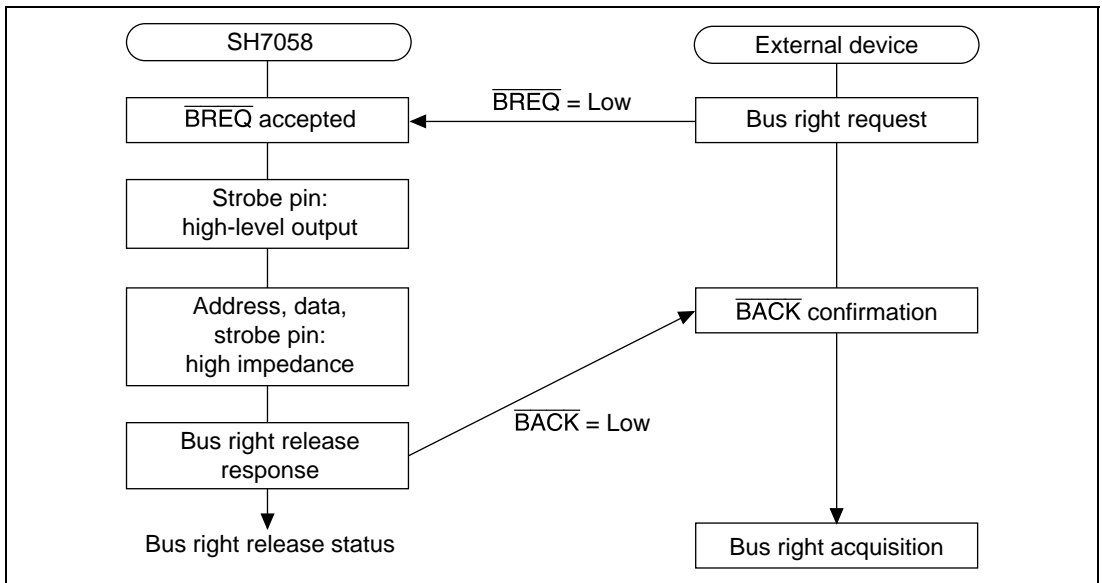 SH7058
External device
BREQ accepted
BREQ = Low
Bus right request
Strobe pin:
high-level output
Address, data,
strobe pin:
high impedance
BACK confirmation
BACK = Low
Bus right release
response
Bus right release status
Bus right acquisition